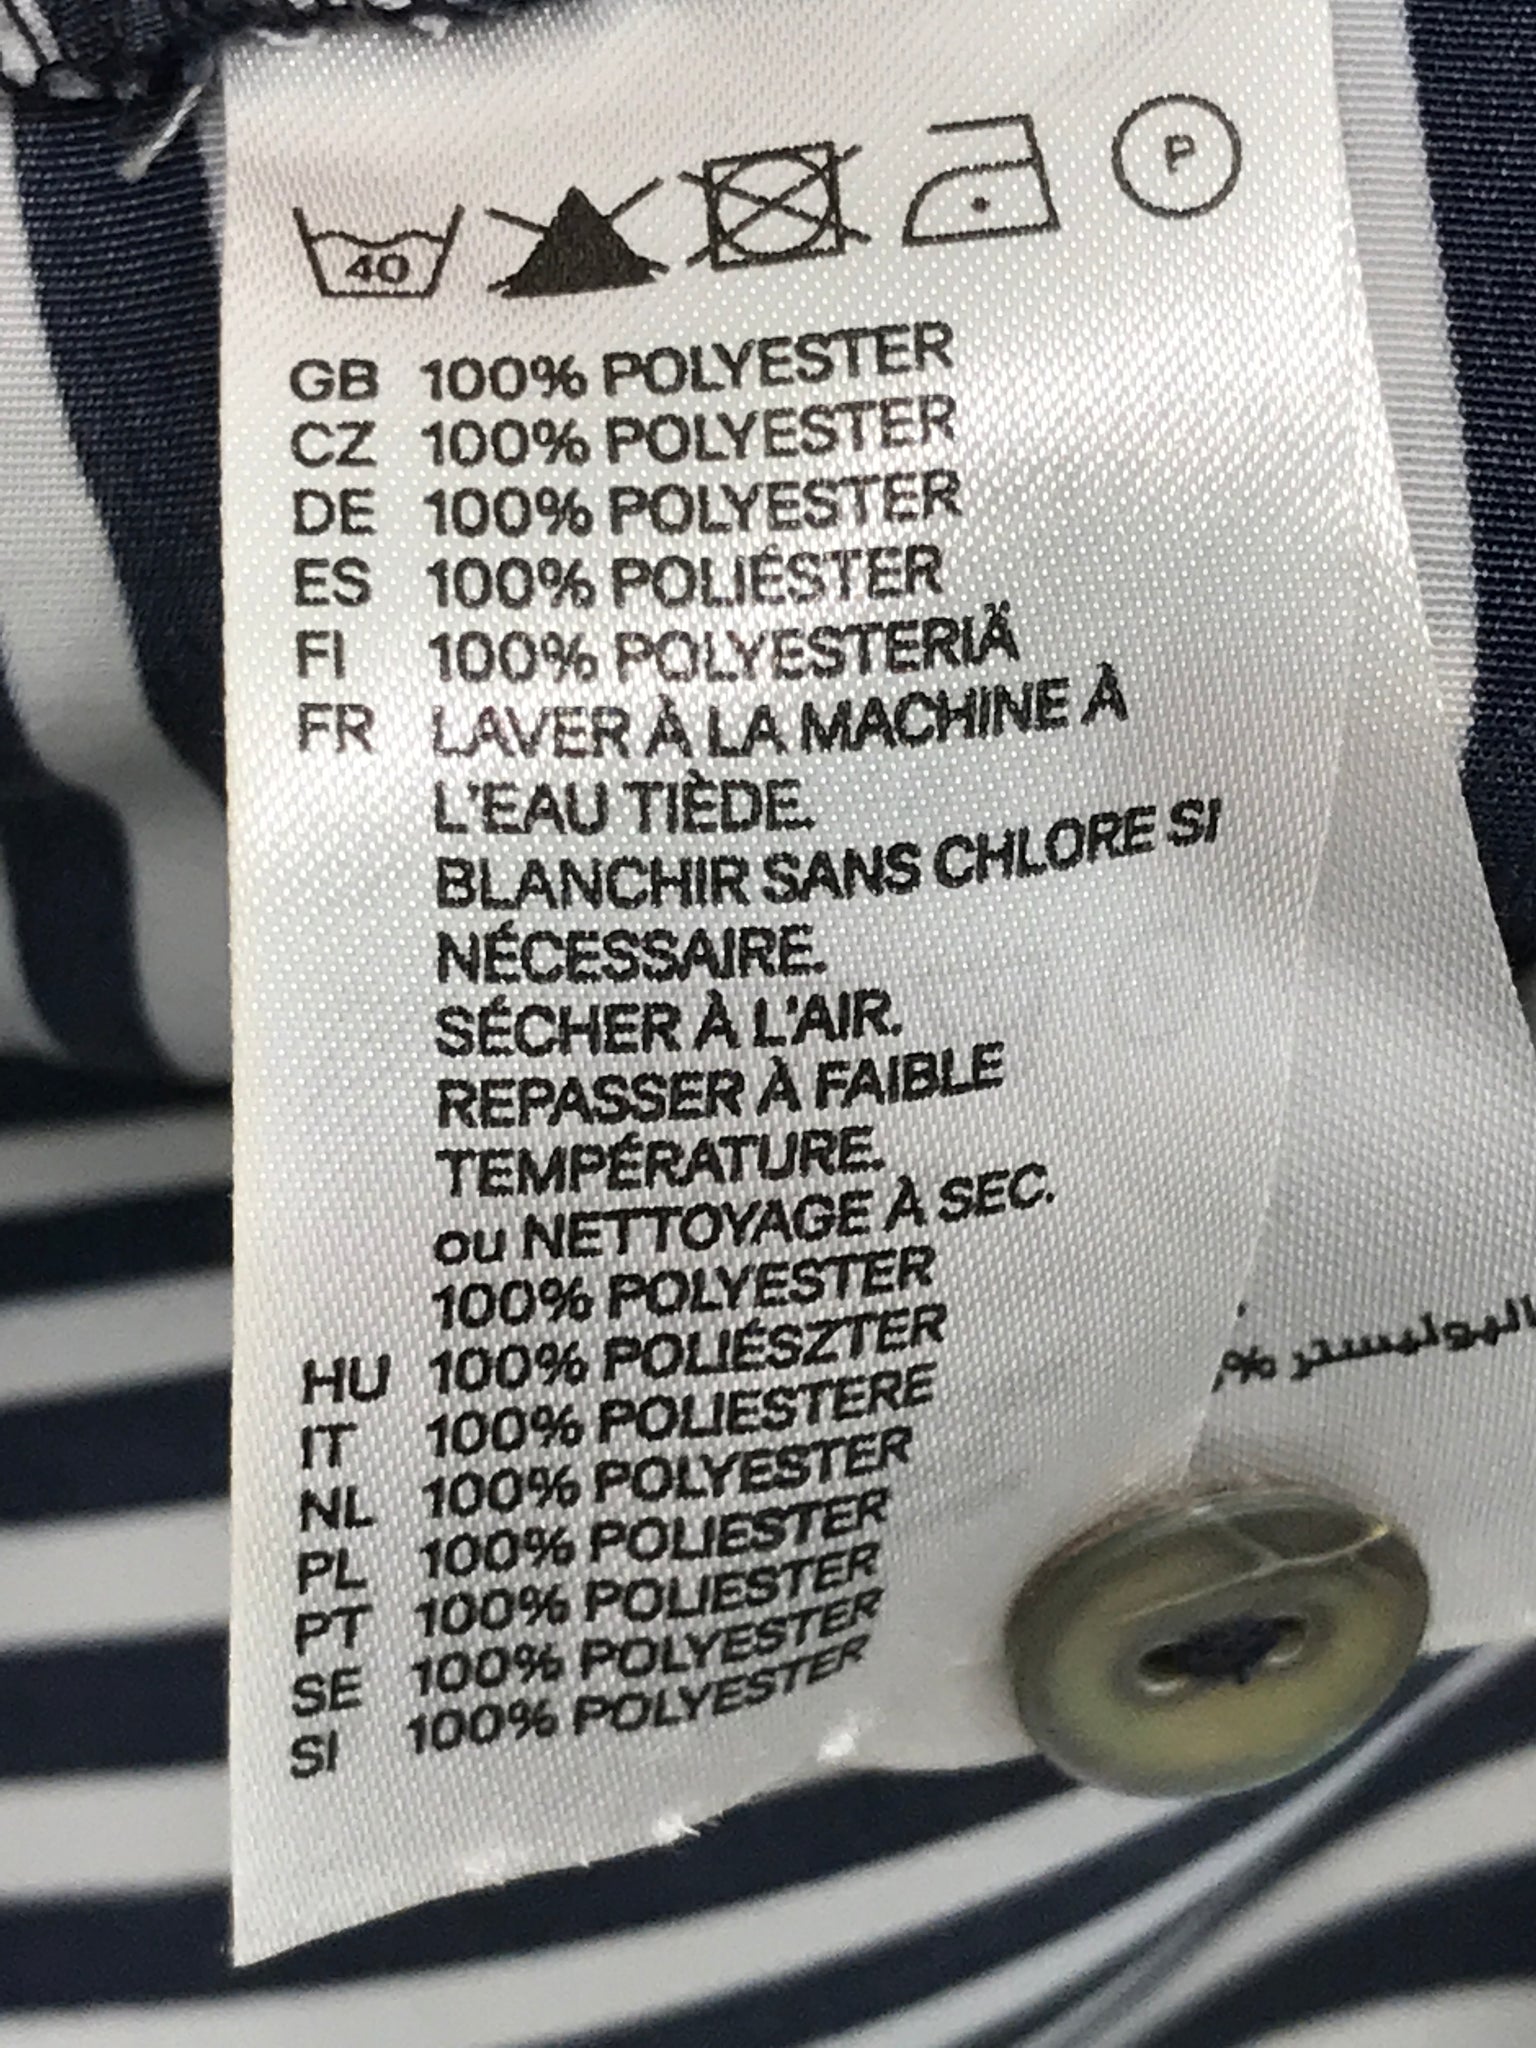 40
P
GB 100% POLYESTER
CZ 100% POLYESTER
DE 100% POLYESTER
ES 100% POLIÉSTER
FI 100% POLYESTERIÄ
FR LAVER À LA MACHINE À
L'EAU TIÈDE.
BLANCHIR SANS CHLORE SI
NÉCESSAIRE.
SÉCHER À L'AIR.
REPASSER À FAIBLE
TEMPÉRATURE.
ou NETTOYAGE À SEC.
100% POLYESTER
HU 100% POLIÉSZTER
IT 100% POLIESTERE
NL 100% POLYESTER
PL 100% POLIESTER
PT 100% POLIESTER
SE 100% POLYESTER
SI 100% POLYESTER
% البوليستر